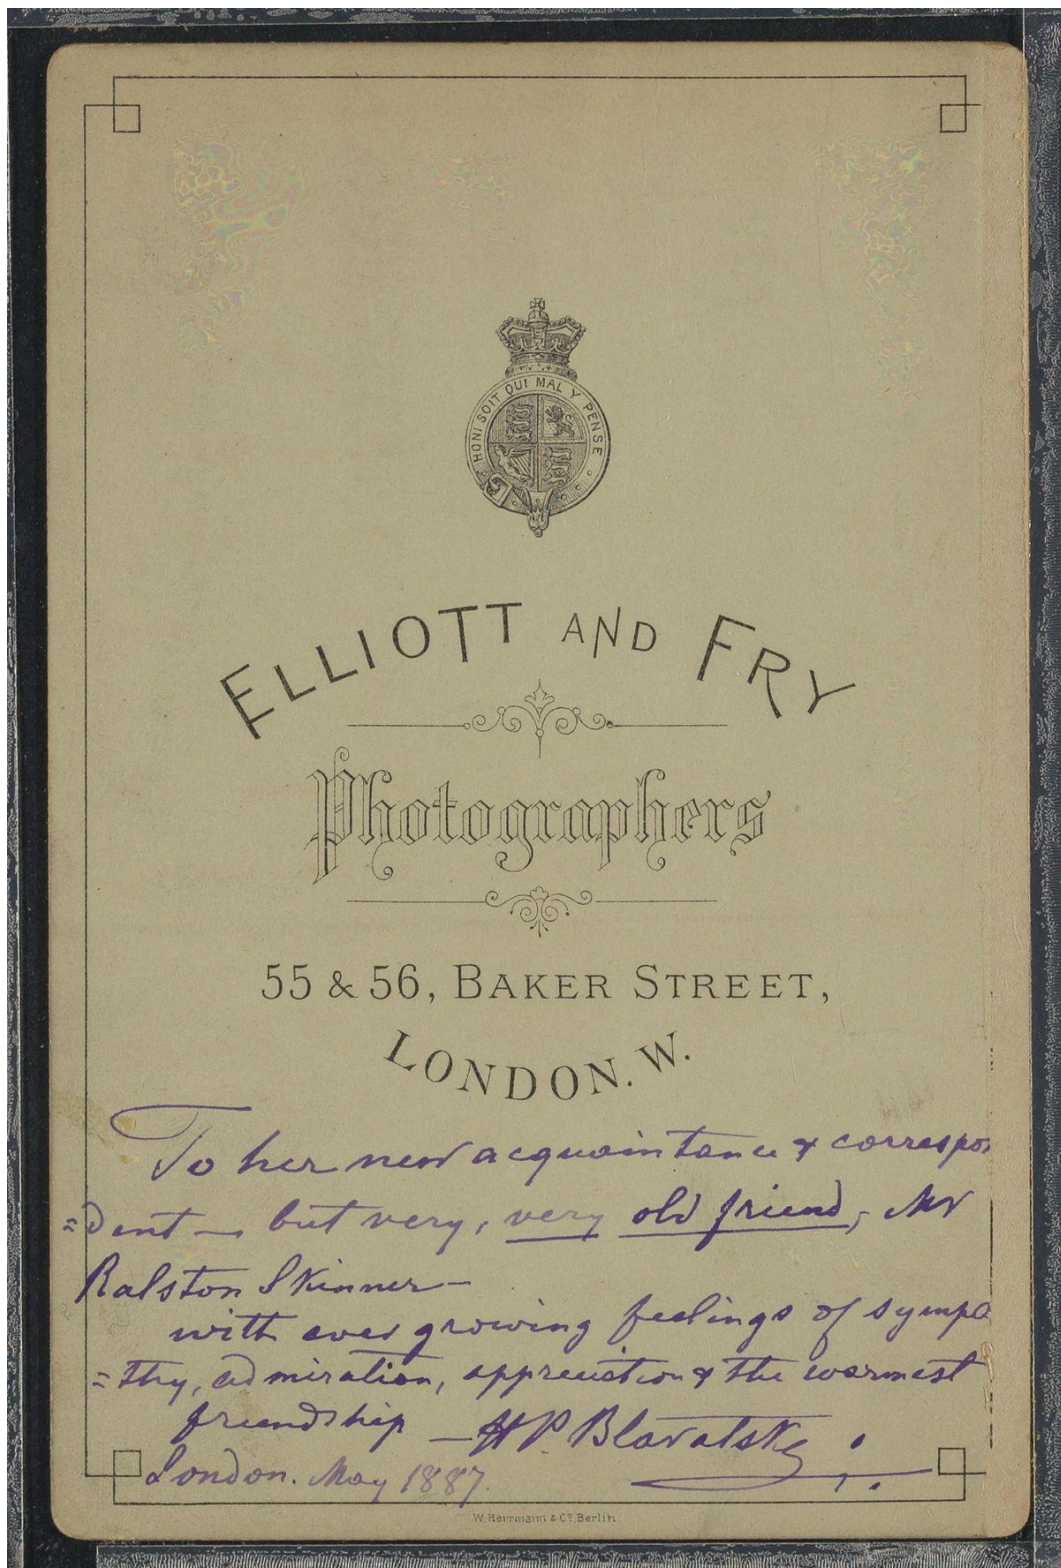 HONI SOIT QUI MAL Y PENSE
ELLIOTT AND FRY
Photographers
55 & 56, BAKER STREET,
LONDON. W.
To her new acquaintance & correspon
=dent — but very, very old friend, Mr
Ralston Skinner —
with ever growing feelings of sympa
=thy, admiration, appreciation & the warmest
friendship — H P Blavatsky
London. May 1887.
W. Herrmann & Co. Berlin